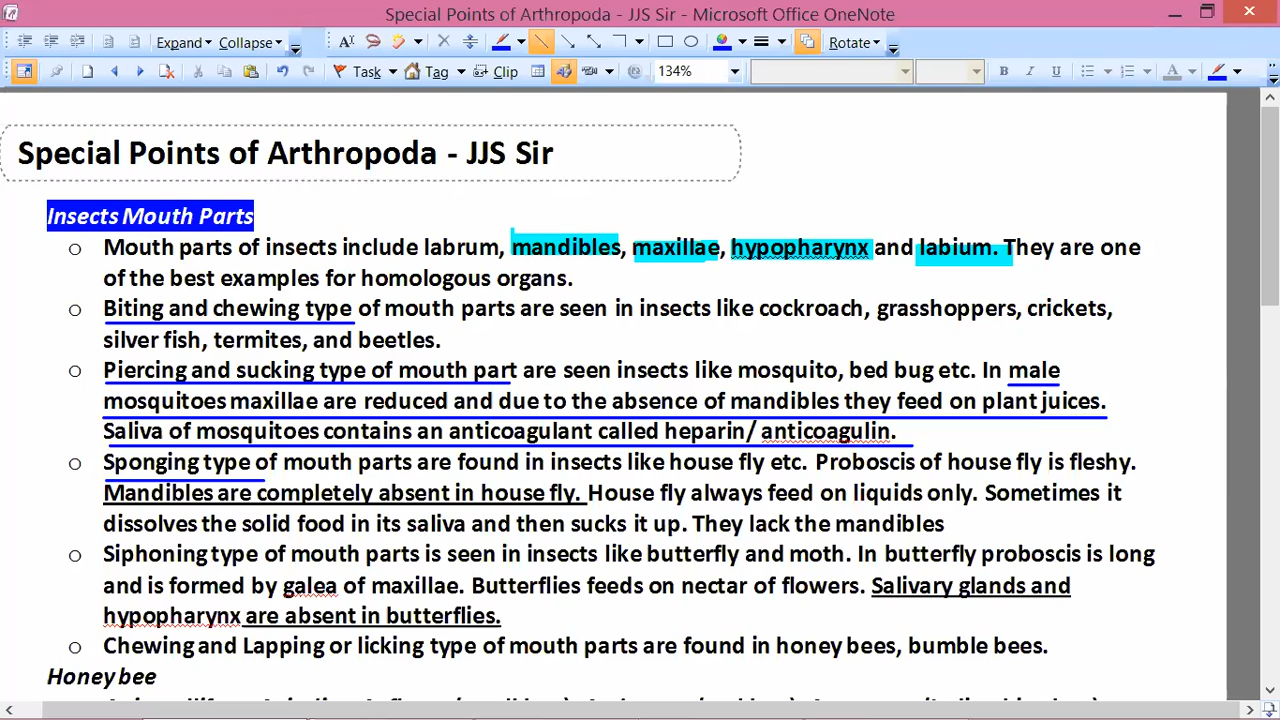 Special Points of Arthropoda - JJS Sir - Microsoft Office OneNote
Expand Collapse Rotate
Task Tag Clip 134% B I U A
Special Points of Arthropoda - JJS Sir
Insects Mouth Parts
o Mouth parts of insects include labrum, mandibles, maxillae, hypopharynx and labium. They are one
of the best examples for homologous organs.
o Biting and chewing type of mouth parts are seen in insects like cockroach, grasshoppers, crickets,
silver fish, termites, and beetles.
o Piercing and sucking type of mouth part are seen insects like mosquito, bed bug etc. In male
mosquitoes maxillae are reduced and due to the absence of mandibles they feed on plant juices.
Saliva of mosquitoes contains an anticoagulant called heparin/ anticoagulin.
o Sponging type of mouth parts are found in insects like house fly etc. Proboscis of house fly is fleshy.
Mandibles are completely absent in house fly. House fly always feed on liquids only. Sometimes it
dissolves the solid food in its saliva and then sucks it up. They lack the mandibles
o Siphoning type of mouth parts is seen in insects like butterfly and moth. In butterfly proboscis is long
and is formed by galea of maxillae. Butterflies feeds on nectar of flowers. Salivary glands and
hypopharynx are absent in butterflies.
o Chewing and Lapping or licking type of mouth parts are found in honey bees, bumble bees.
Honey bee